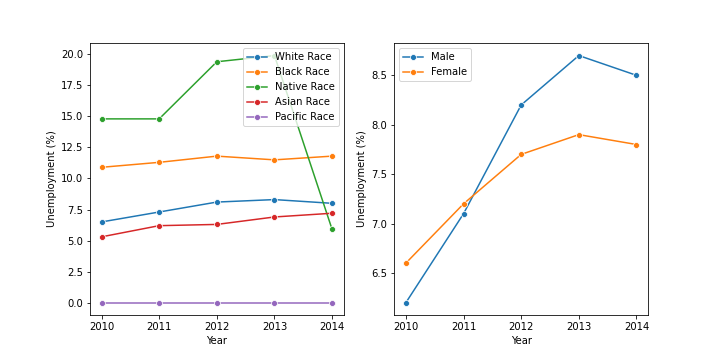 20.0
17.5
15.0
12.5
10.0
7.5
5.0
2.5
0.0
Unemployment (%)
2010 2011 2012 2013 2014
Year
White Race
Black Race
Native Race
Asian Race
Pacific Race
8.5
8.0
7.5
7.0
6.5
Unemployment (%)
2010 2011 2012 2013 2014
Year
Male
Female